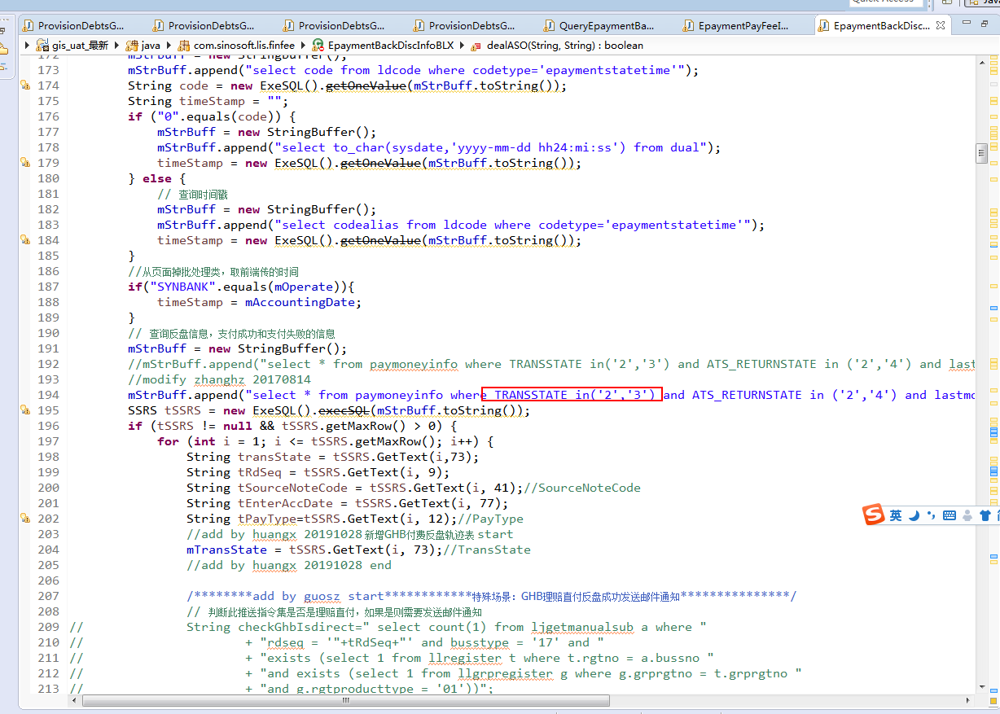 Quick Access
Java
ProvisionDebtsG...
ProvisionDebtsG...
ProvisionDebtsG...
ProvisionDebtsG...
QueryEpaymentBa...
EpaymentPayFeeI...
EpaymentBackDisc...
gis_uat_最新
java
com.sinosoft.lis.finfee
EpaymentBackDiscInfoBLX
dealASO(String, String) : boolean
172 mStrBuff = new StringBuffer();
173 mStrBuff.append("select code from ldcode where codetype='epaymentstatetime'");
174 String code = new ExeSQL().getOneValue(mStrBuff.toString());
175 String timeStamp = "";
176 if ("0".equals(code)) {
177 mStrBuff = new StringBuffer();
178 mStrBuff.append("select to_char(sysdate,'yyyy-mm-dd hh24:mi:ss') from dual");
179 timeStamp = new ExeSQL().getOneValue(mStrBuff.toString());
180 } else {
181 // 查询时间戳
182 mStrBuff = new StringBuffer();
183 mStrBuff.append("select codealias from ldcode where codetype='epaymentstatetime'");
184 timeStamp = new ExeSQL().getOneValue(mStrBuff.toString());
185 }
186 //从页面掉批处理类，取前端传的时间
187 if("SYNBANK".equals(mOperate)){
188 timeStamp = mAccountingDate;
189 }
190 // 查询反盘信息，支付成功和支付失败的信息
191 mStrBuff = new StringBuffer();
192 //mStrBuff.append("select * from paymoneyinfo where TRANSSTATE in('2','3') and ATS_RETURNSTATE in ('2','4') and last
193 //modify zhanghz 20170814
194 mStrBuff.append("select * from paymoneyinfo where TRANSSTATE in('2','3') and ATS_RETURNSTATE in ('2','4') and lastmo
195 SSRS tSSRS = new ExeSQL().execSQL(mStrBuff.toString());
196 if (tSSRS != null && tSSRS.getMaxRow() > 0) {
197 for (int i = 1; i <= tSSRS.getMaxRow(); i++) {
198 String transState = tSSRS.GetText(i,73);
199 String tRdSeq = tSSRS.GetText(i, 9);
200 String tSourceNoteCode = tSSRS.GetText(i, 41);//SourceNoteCode
201 String tEnterAccDate = tSSRS.GetText(i, 77);
202 String tPayType=tSSRS.GetText(i, 12);//PayType
203 //add by huangx 20191028 新增GHB付费反盘轨迹表 start
204 mTransState = tSSRS.GetText(i, 73);//TransState
205 //add by huangx 20191028 end
206
207 /********add by guosz start************特殊场景：GHB理赔直付反盘成功发送邮件通知***************/
208 // 判断此推送指令集是否是理赔直付，如果是则需要发送邮件通知
209 // String checkGhbIsdirect=" select count(1) from ljgetmanualsub a where "
210 // + "rdseq = '"+tRdSeq+"' and busstype = '17' and "
211 // + "exists (select 1 from llregister t where t.rgtno = a.bussno "
212 // + "and exists (select 1 from llgrpregister g where g.grprgtno = t.grprgtno "
213 // + "and g.rgtproducttype = '01'))";
英